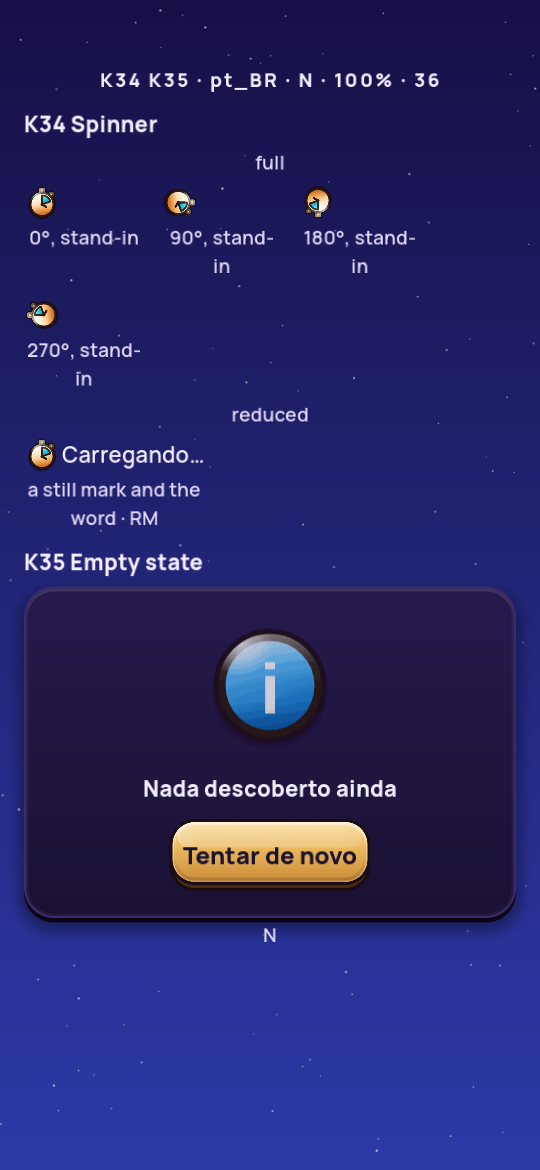 K34 K35 · pt_BR · N · 100% · 36
K34 Spinner
full
0°, stand-in
90°, stand-
in
180°, stand-
in
270°, stand-
in
reduced
Carregando…
a still mark and the
word · RM
K35 Empty state
i
Nada descoberto ainda
Tentar de novo
N